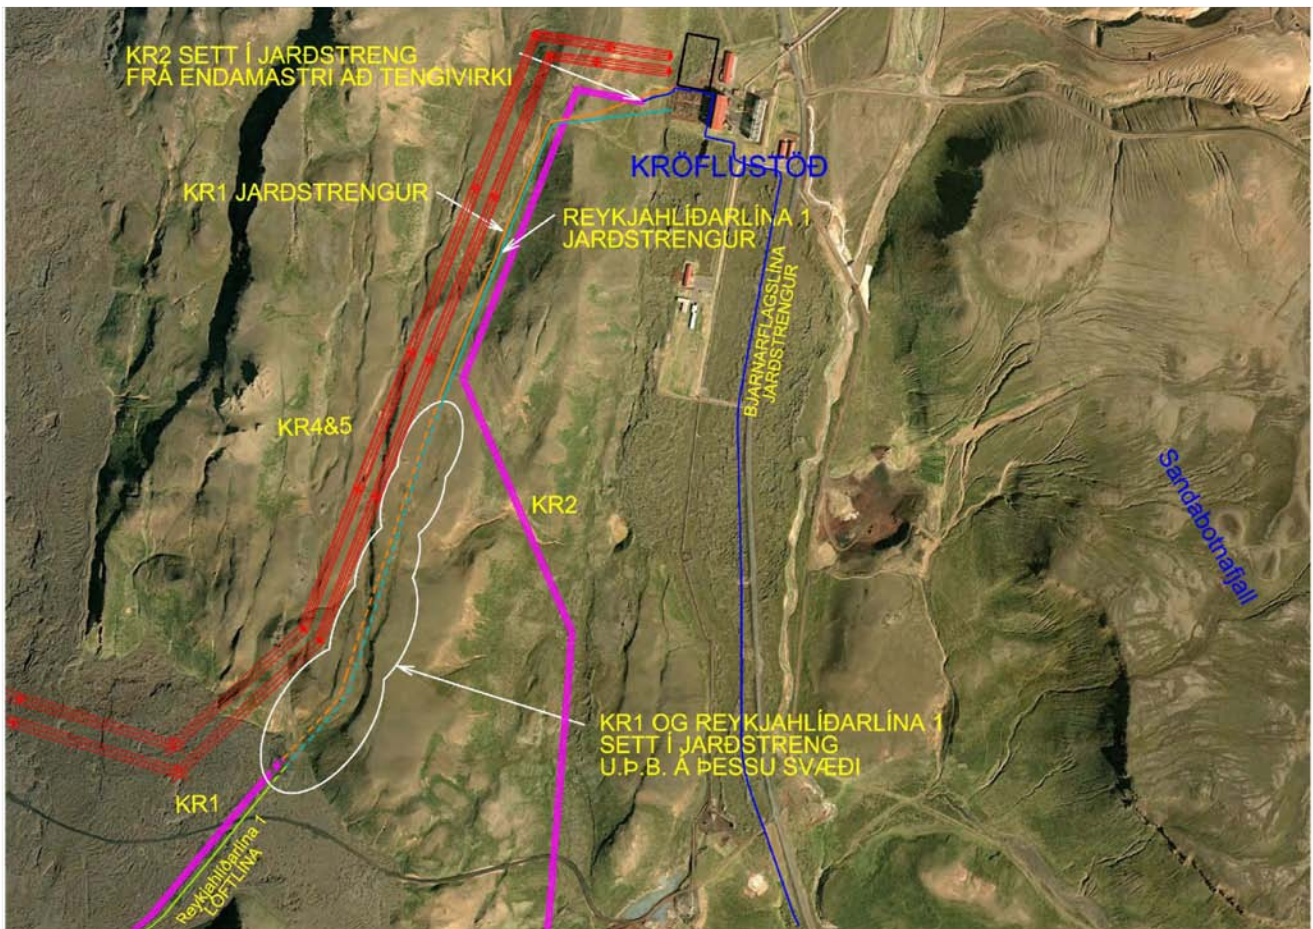 KR2 SETT Í JARÐSTRENG
FRÁ ENDAMASTRI AÐ TENGIVIRKI
KRÖFLUSTÖÐ
KR1 JARÐSTRENGUR
REYKJAHLÍÐARLÍNA 1
JARÐSTRENGUR
BJARNARFLAGSLÍNA
JARÐSTRENGUR
KR4&5
KR2
Sandabotnafjall
KR1 OG REYKJAHLÍÐARLÍNA 1
SETT Í JARÐSTRENG
U.Þ.B. Á ÞESSU SVÆÐI
KR1
Reykjahlíðarlína 1
LOFTLÍNA